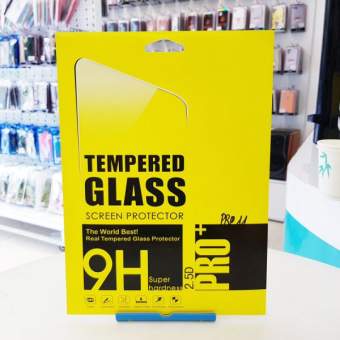 TEMPERED
GLASS
SCREEN PROTECTOR
The World Best!
Real Tempered Glass Protector
9H
Super
hardness
2.5D
PRO+
PRO 11